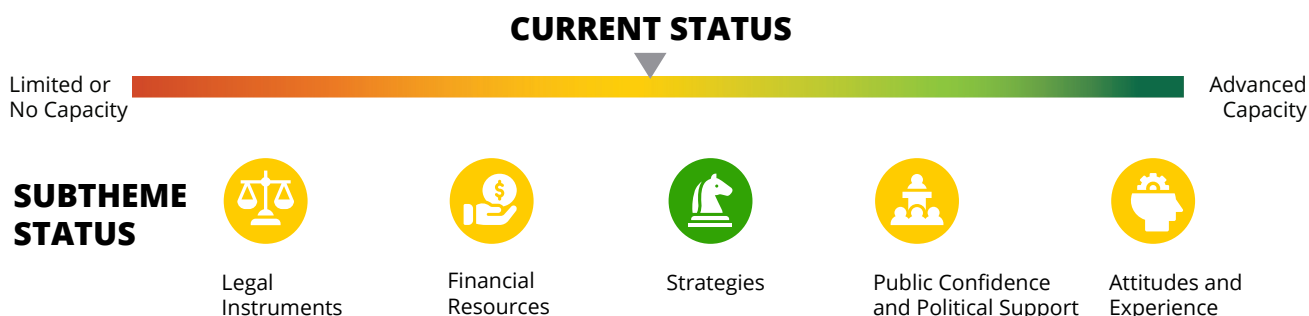 CURRENT STATUS
Limited or
No Capacity
Advanced
Capacity
SUBTHEME
STATUS
$
Legal
Instruments
Financial
Resources
Strategies
Public Confidence
and Political Support
Attitudes and
Experience